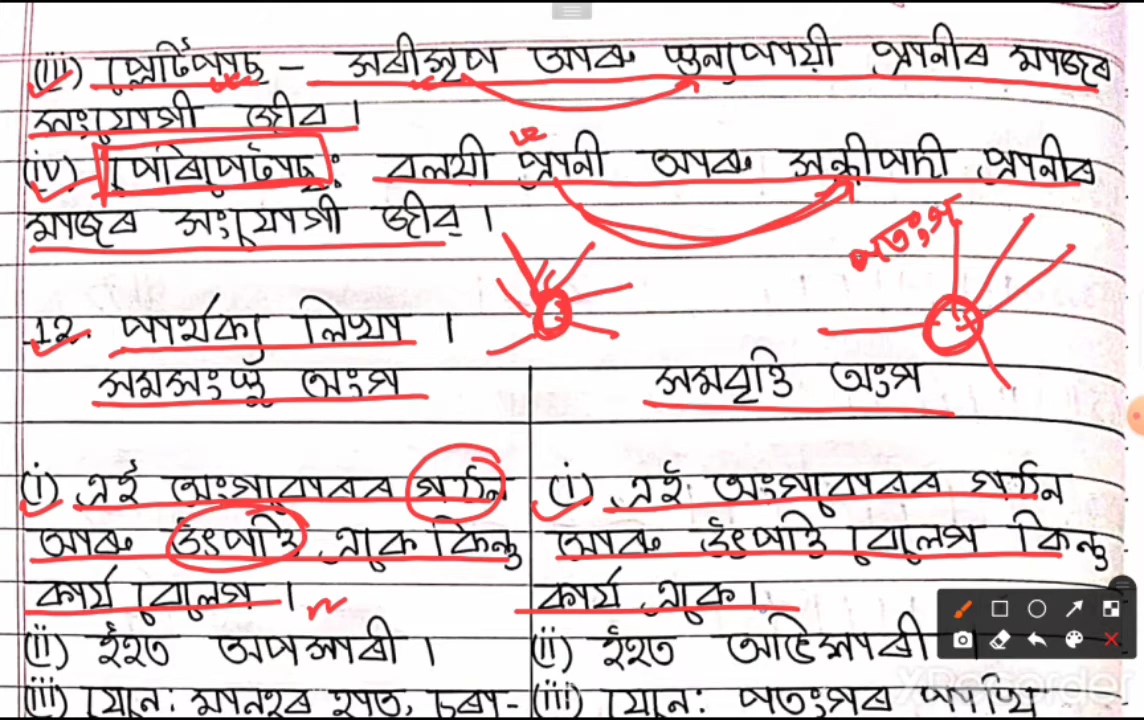 (iii) প্লেটিপাচ – সৰীসৃপ আৰু স্তন্যপায়ী প্ৰানীৰ মাজৰ
সংযোগী জীৱ ।
(iv) পেৰিপেটাচ: বলয়ী প্ৰানী আৰু সন্ধীপদী প্ৰানীৰ
মাজৰ সংযোগী জীৱ ।
পতংগ
12. পাৰ্থক্য লিখা ।
সমসংস্থ অংগ
সমবৃত্তি অংগ
(i) এই অংগবোৰৰ গঠন
আৰু উৎপত্তি একে কিন্তু
কাৰ্য বেলেগ ।
(ii) ইহঁত অপসাৰী ।
(iii) যেনে: মানুহৰ হাত, চৰা-
(i) এই অংগবোৰৰ গঠন
আৰু উৎপত্তি বেলেগ কিন্তু
কাৰ্য একে ।
(ii) ইহঁত অভিসাৰী ।
(iii) যেনে: পতংগৰ পাখি
XRecorder